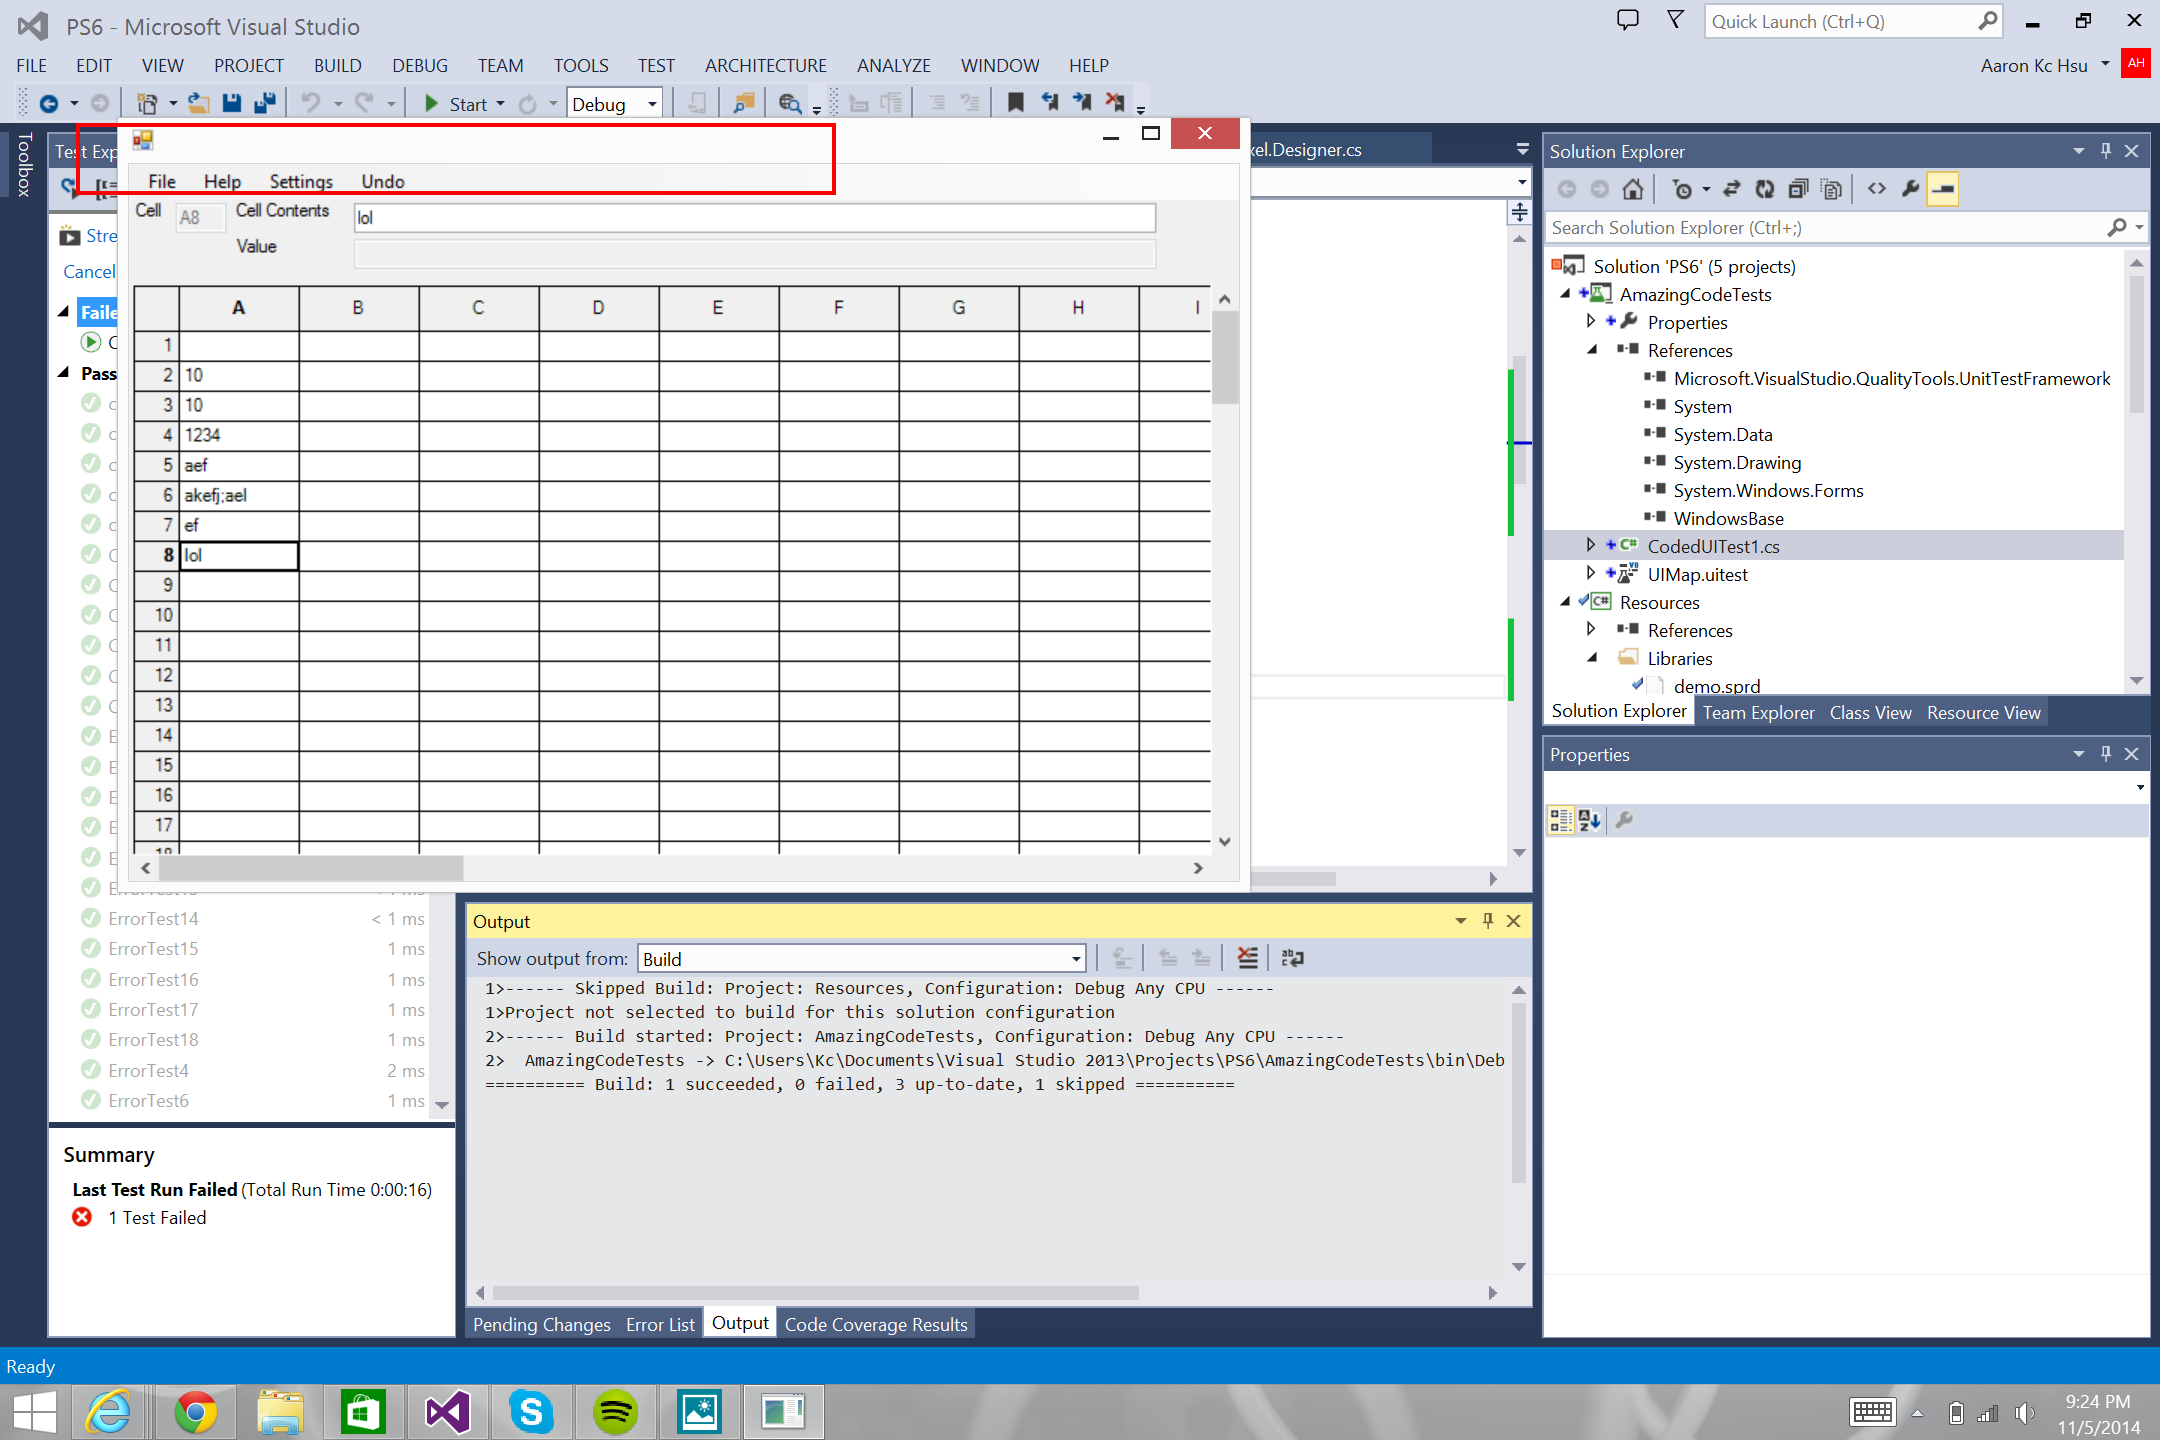 PS6 - Microsoft Visual Studio
Quick Launch (Ctrl+Q)
FILE EDIT VIEW PROJECT BUILD DEBUG TEAM TOOLS TEST ARCHITECTURE ANALYZE WINDOW HELP
Aaron Kc Hsu AH
Start Debug
Toolbox
Test Exp
Stre
Cancel
Faile
C
Pass
ErrorTest14 < 1 ms
ErrorTest15 1 ms
ErrorTest16 1 ms
ErrorTest17 1 ms
ErrorTest18 1 ms
ErrorTest4 2 ms
ErrorTest6 1 ms
Summary
Last Test Run Failed (Total Run Time 0:00:16)
1 Test Failed
File Help Settings Undo
Cell A8 Cell Contents lol
Value
A B C D E F G H I
1
2 10
3 10
4 1234
5 aef
6 akefj;ael
7 ef
8 lol
9
10
11
12
13
14
15
16
17
18
xel.Designer.cs
Output
Show output from: Build
1>------ Skipped Build: Project: Resources, Configuration: Debug Any CPU ------
1>Project not selected to build for this solution configuration
2>------ Build started: Project: AmazingCodeTests, Configuration: Debug Any CPU ------
2>  AmazingCodeTests -> C:\Users\Kc\Documents\Visual Studio 2013\Projects\PS6\AmazingCodeTests\bin\Deb
========== Build: 1 succeeded, 0 failed, 3 up-to-date, 1 skipped ==========
Pending Changes Error List Output Code Coverage Results
Solution Explorer
Search Solution Explorer (Ctrl+;)
Solution 'PS6' (5 projects)
AmazingCodeTests
Properties
References
Microsoft.VisualStudio.QualityTools.UnitTestFramework
System
System.Data
System.Drawing
System.Windows.Forms
WindowsBase
C# CodedUITest1.cs
UIMap.uitest
C# Resources
References
Libraries
demo.sprd
Solution Explorer Team Explorer Class View Resource View
Properties
Ready
9:24 PM
11/5/2014